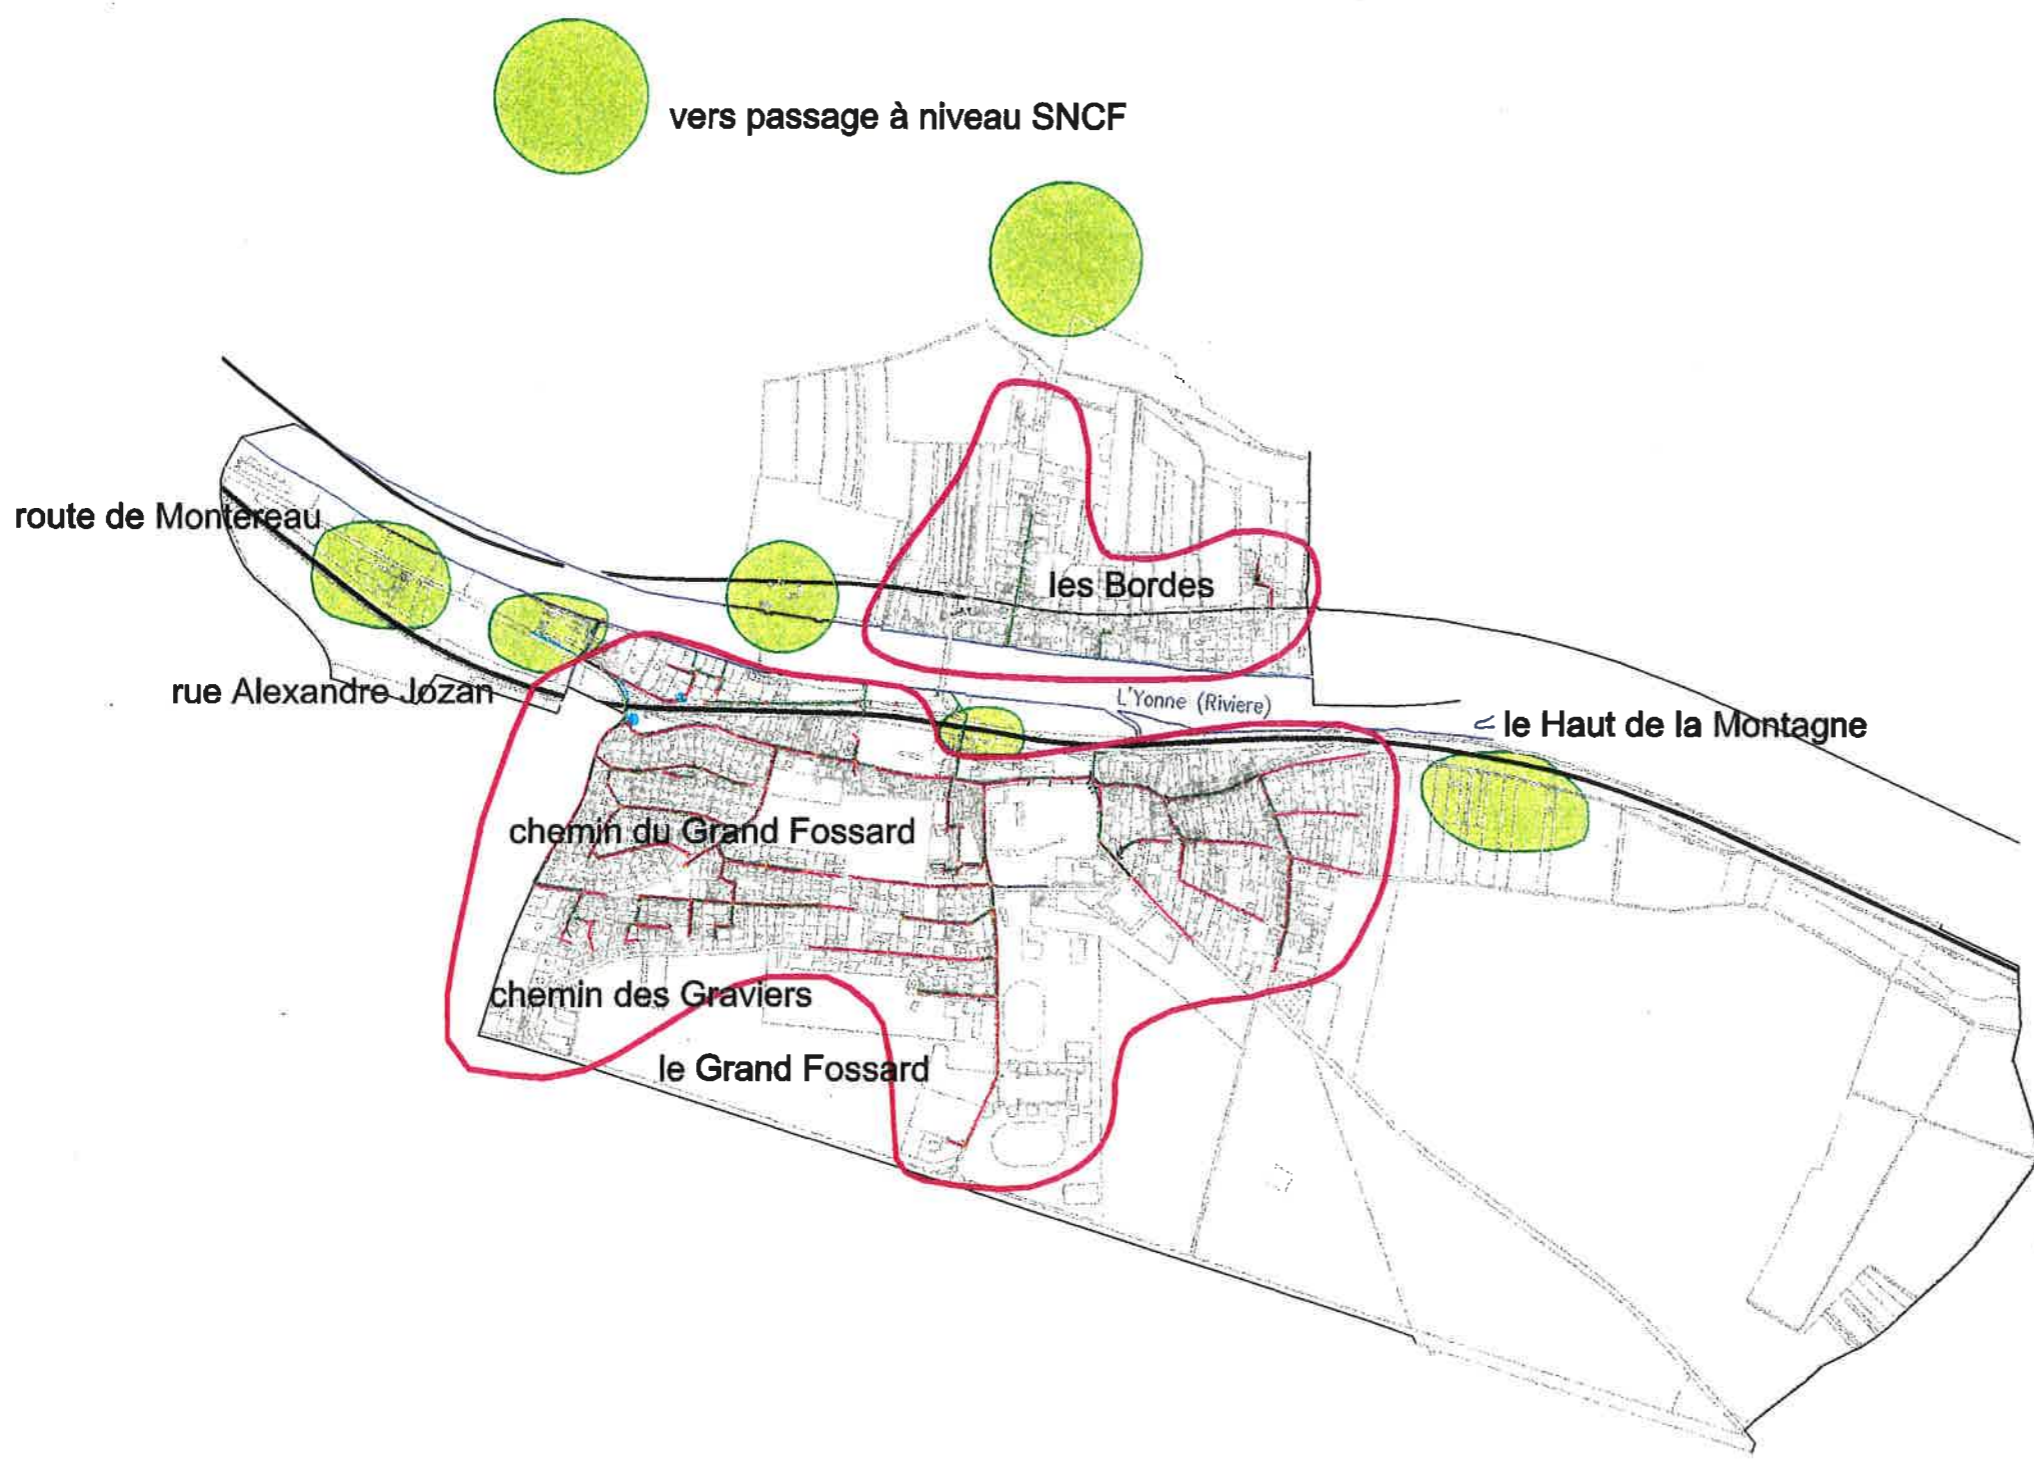 vers passage à niveau SNCF
route de Montereau
les Bordes
rue Alexandre Jozan
L'Yonne (Riviere)
le Haut de la Montagne
chemin du Grand Fossard
chemin des Graviers
le Grand Fossard